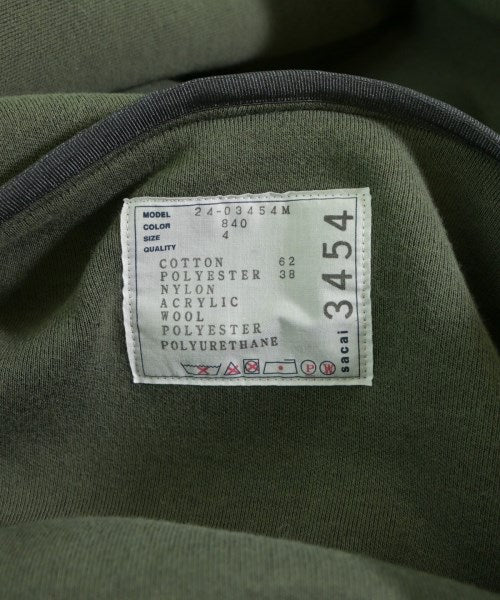 MODEL 24-03454M
COLOR 840
SIZE 4
QUALITY
COTTON 62
POLYESTER 38
NYLON
ACRYLIC
WOOL
POLYESTER
POLYURETHANE
P W
sacai 3454